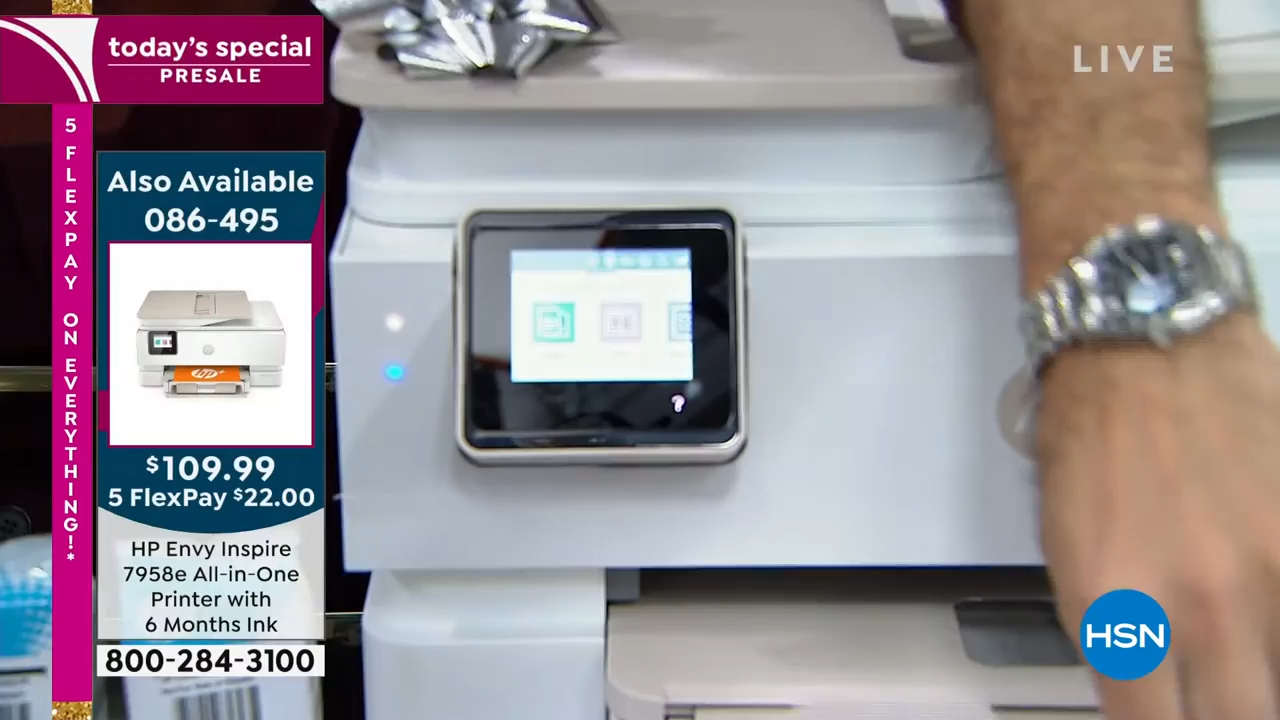 today's special
PRESALE
LIVE
5 FLEXPAY ON EVERYTHING!*
Also Available
086-495
hp+
$109.99
5 FlexPay $22.00
HP Envy Inspire
7958e All-in-One
Printer with
6 Months Ink
800-284-3100
?
HSN